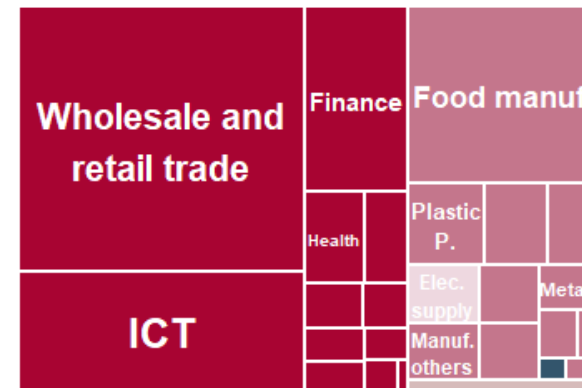 Wholesale and
retail trade
ICT
Finance
Health
Food manuf
Plastic
P.
Elec.
supply
Manuf.
others
Meta